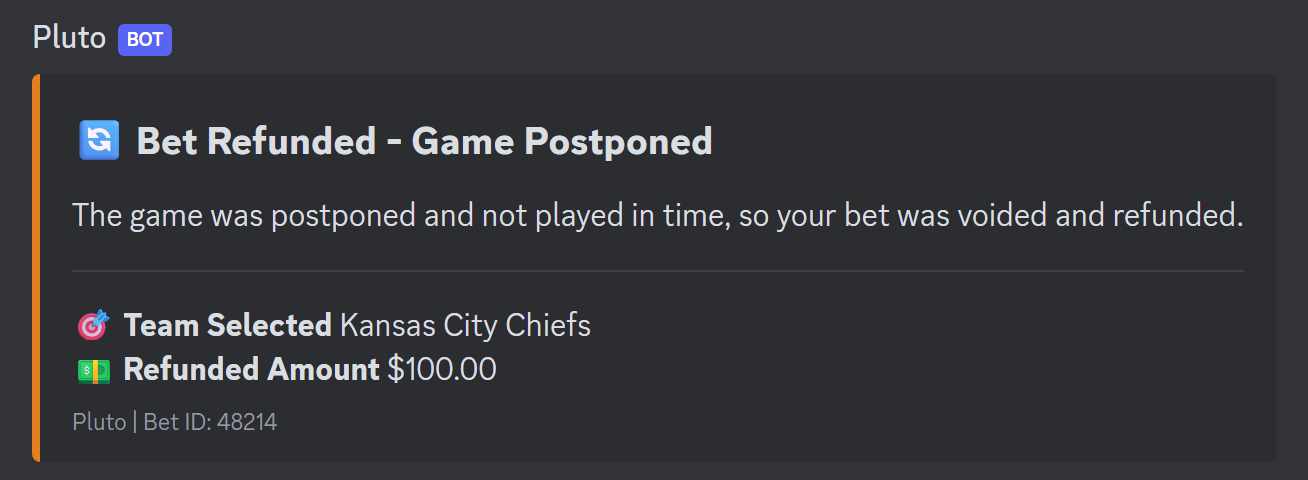 Pluto BOT
Bet Refunded - Game Postponed
The game was postponed and not played in time, so your bet was voided and refunded.
Team Selected Kansas City Chiefs
Refunded Amount $100.00
Pluto | Bet ID: 48214